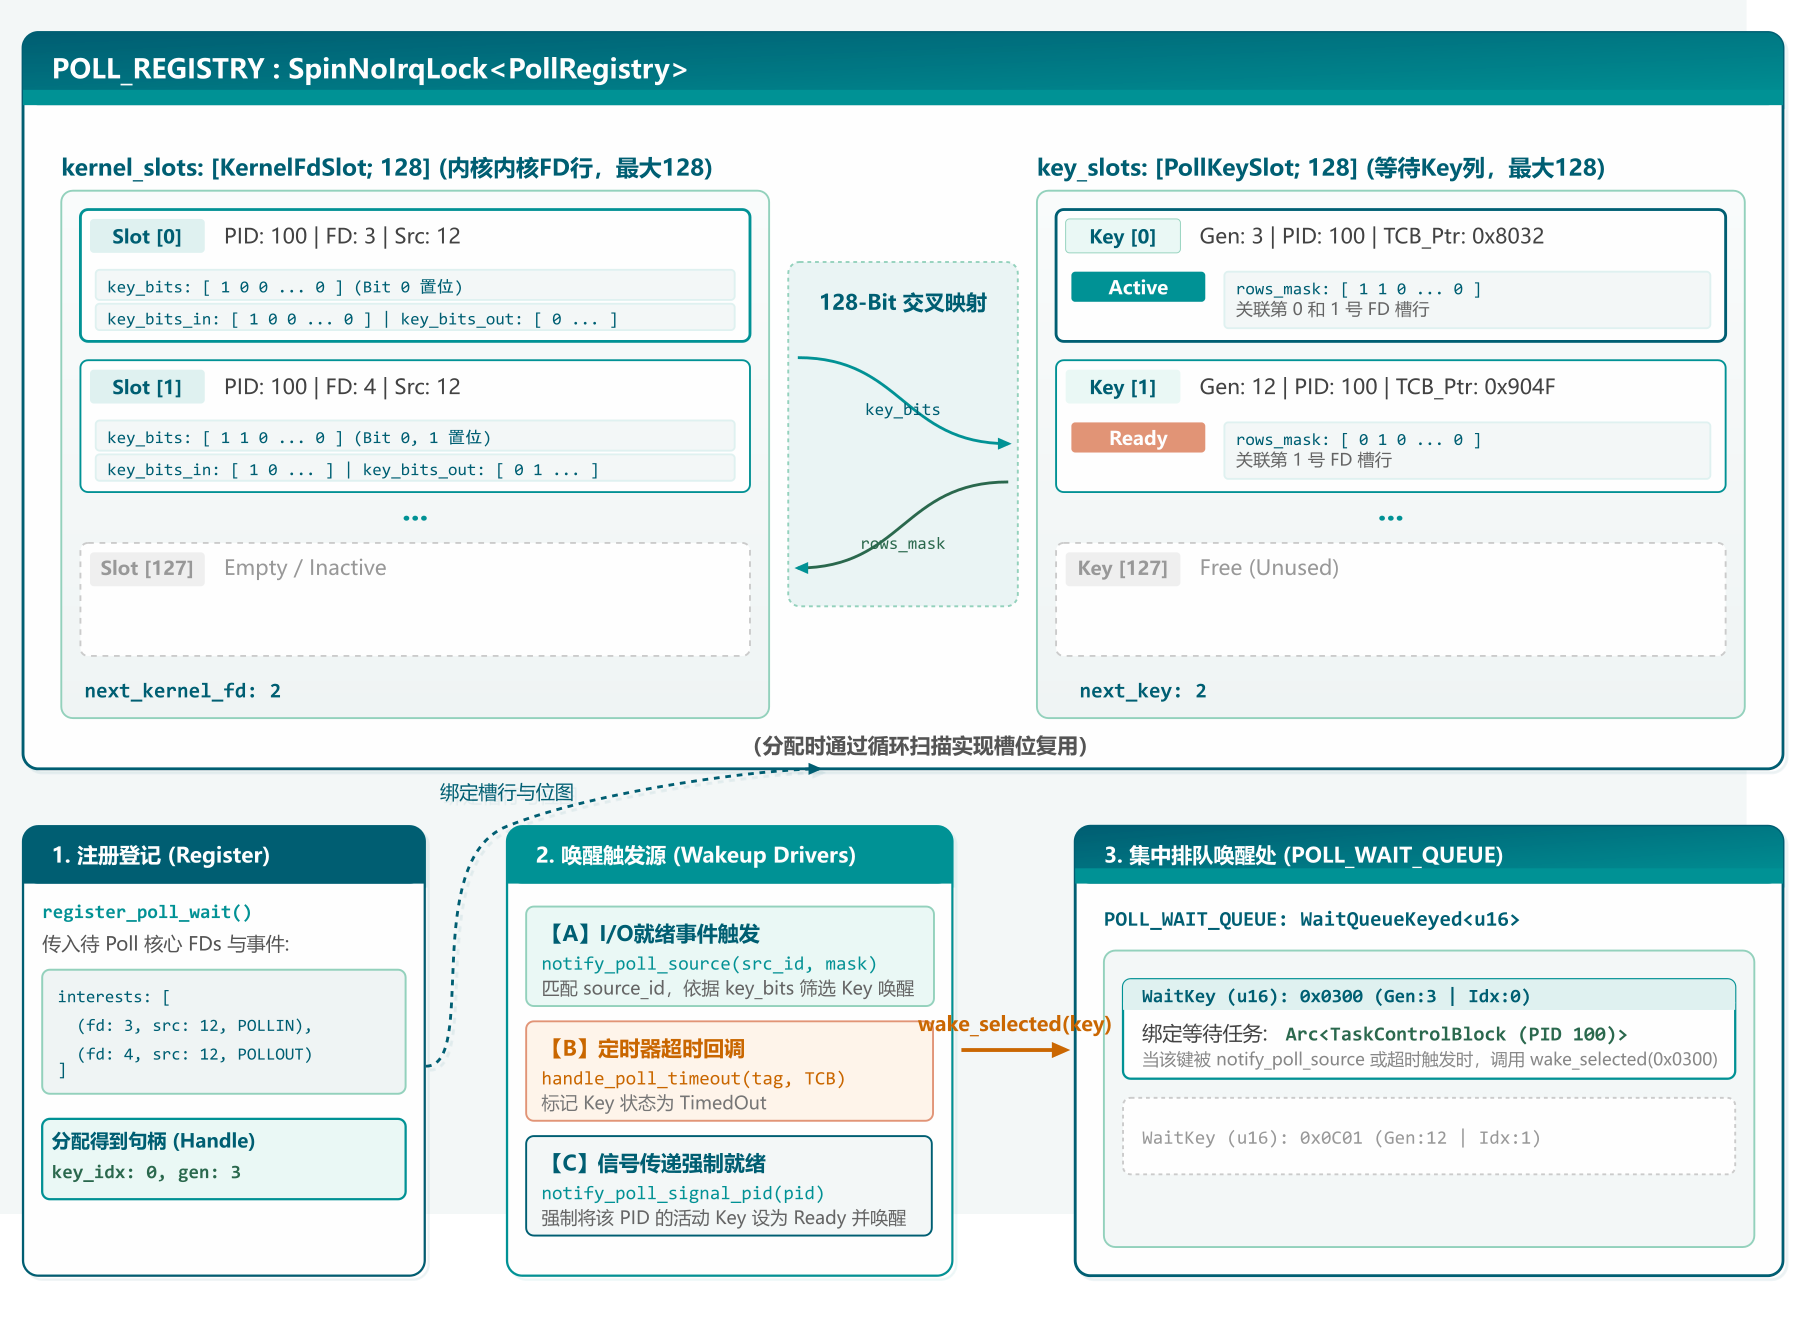 POLL_REGISTRY : SpinNoIrqLock<PollRegistry>
kernel_slots: [KernelFdSlot; 128] (内核内核FD行，最大128)
Slot [0]
PID: 100 | FD: 3 | Src: 12
key_bits: [ 1 0 0 ... 0 ] (Bit 0 置位)
key_bits_in: [ 1 0 0 ... 0 ] | key_bits_out: [ 0 ... ]
Slot [1]
PID: 100 | FD: 4 | Src: 12
key_bits: [ 1 1 0 ... 0 ] (Bit 0, 1 置位)
key_bits_in: [ 1 0 ... ] | key_bits_out: [ 0 1 ... ]
...
Slot [127]
Empty / Inactive
next_kernel_fd: 2
128-Bit 交叉映射
key_bits
rows_mask
key_slots: [PollKeySlot; 128] (等待Key列，最大128)
Key [0]
Gen: 3 | PID: 100 | TCB_Ptr: 0x8032
Active
rows_mask: [ 1 1 0 ... 0 ]
关联第 0 和 1 号 FD 槽行
Key [1]
Gen: 12 | PID: 100 | TCB_Ptr: 0x904F
Ready
rows_mask: [ 0 1 0 ... 0 ]
关联第 1 号 FD 槽行
...
Key [127]
Free (Unused)
next_key: 2
(分配时通过循环扫描实现槽位复用)
绑定槽行与位图
1. 注册登记 (Register)
register_poll_wait()
传入待 Poll 核心 FDs 与事件:
interests: [
(fd: 3, src: 12, POLLIN),
(fd: 4, src: 12, POLLOUT)
]
分配得到句柄 (Handle)
key_idx: 0, gen: 3
2. 唤醒触发源 (Wakeup Drivers)
【A】I/O就绪事件触发
notify_poll_source(src_id, mask)
匹配 source_id，依据 key_bits 筛选 Key 唤醒
【B】定时器超时回调
handle_poll_timeout(tag, TCB)
标记 Key 状态为 TimedOut
【C】信号传递强制就绪
notify_poll_signal_pid(pid)
强制将该 PID 的活动 Key 设为 Ready 并唤醒
wake_selected(key)
3. 集中排队唤醒处 (POLL_WAIT_QUEUE)
POLL_WAIT_QUEUE: WaitQueueKeyed<u16>
WaitKey (u16): 0x0300 (Gen:3 | Idx:0)
绑定等待任务: Arc<TaskControlBlock (PID 100)>
当该键被 notify_poll_source 或超时触发时，调用 wake_selected(0x0300)
WaitKey (u16): 0x0C01 (Gen:12 | Idx:1)